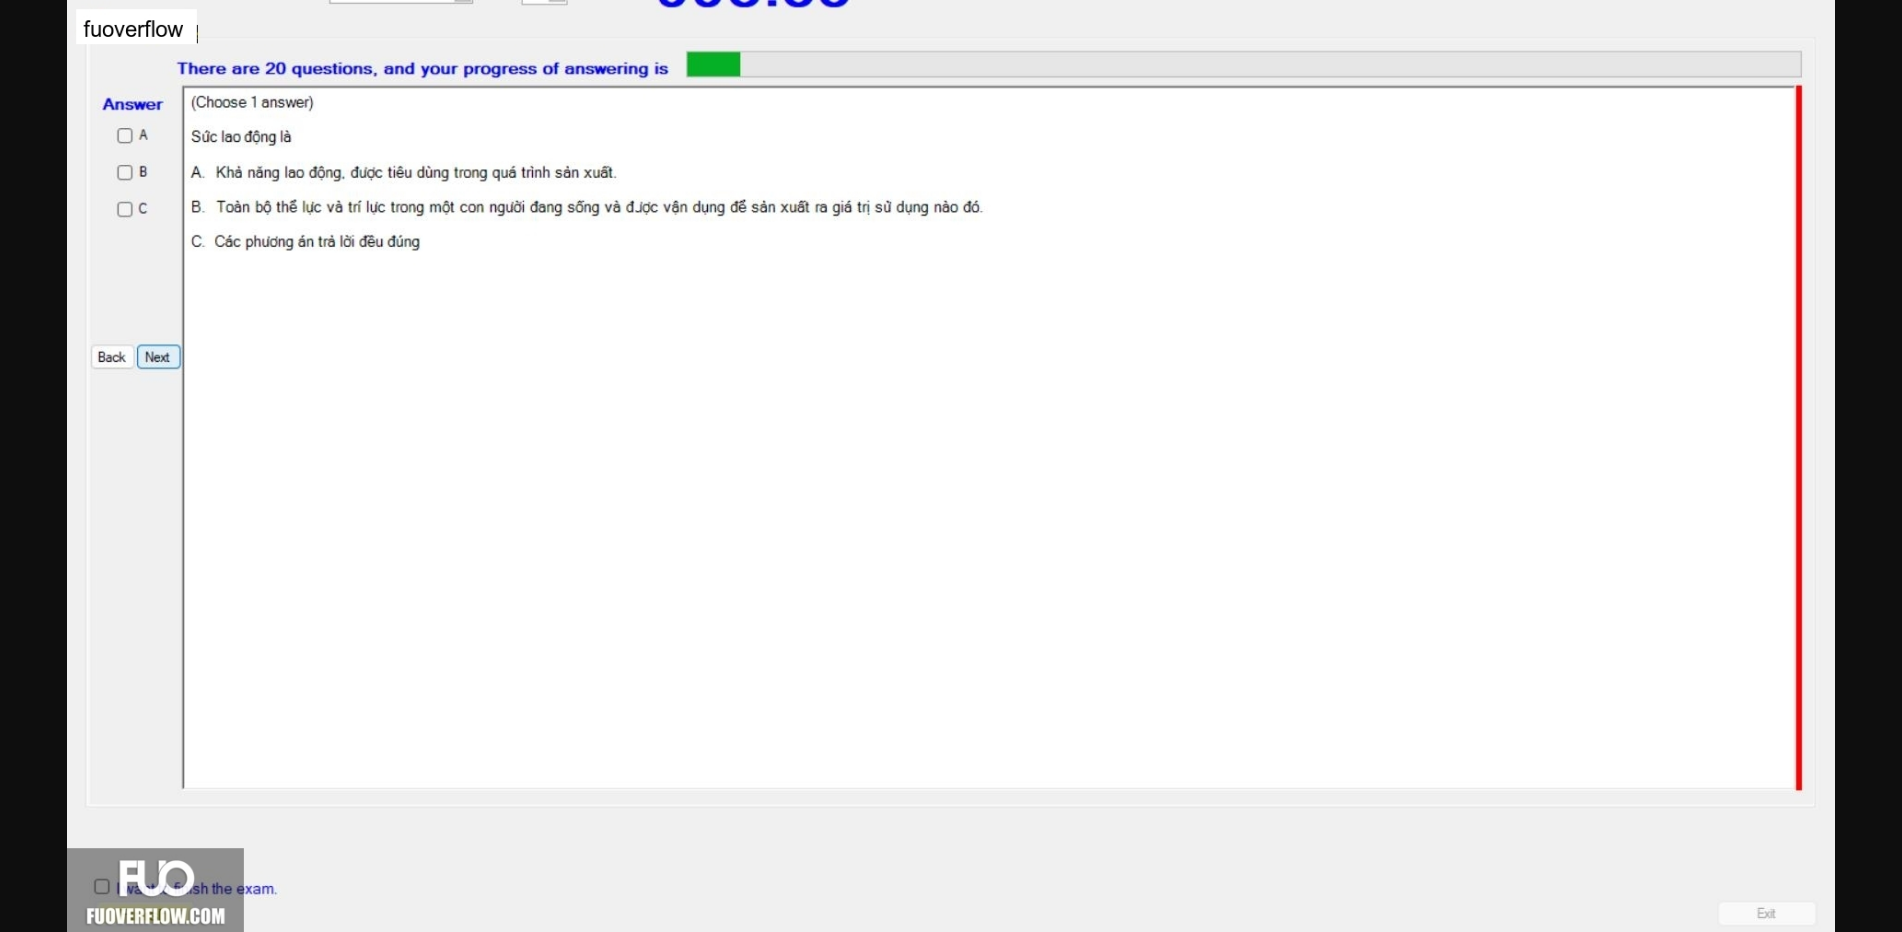 fuoverflow
There are 20 questions, and your progress of answering is
Answer
(Choose 1 answer)
A
Sức lao động là
B
A. Khả năng lao động, được tiêu dùng trong quá trình sản xuất.
C
B. Toàn bộ thể lực và trí lực trong một con người đang sống và được vận dụng để sản xuất ra giá trị sử dụng nào đó.
C. Các phương án trả lời đều đúng
Back Next
FUO
I want finish the exam.
FUOVERFLOW.COM
Exit